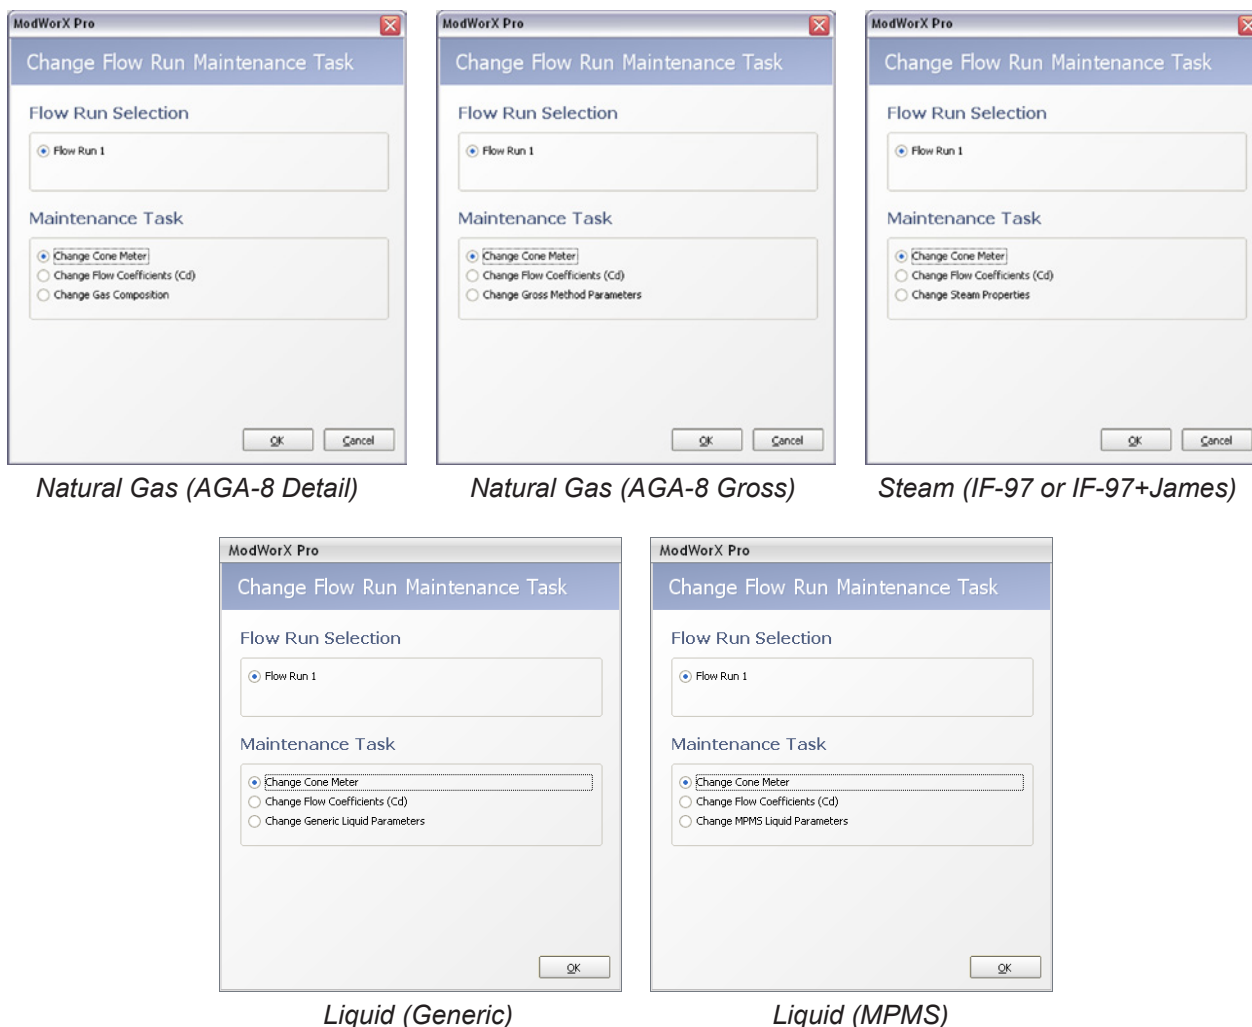 ModWorX Pro
Change Flow Run Maintenance Task
Flow Run Selection
Flow Run 1
Maintenance Task
Change Cone Meter
Change Flow Coefficients (Cd)
Change Gas Composition
OK
Cancel
Natural Gas (AGA-8 Detail)
ModWorX Pro
Change Flow Run Maintenance Task
Flow Run Selection
Flow Run 1
Maintenance Task
Change Cone Meter
Change Flow Coefficients (Cd)
Change Gross Method Parameters
OK
Cancel
Natural Gas (AGA-8 Gross)
ModWorX Pro
Change Flow Run Maintenance Task
Flow Run Selection
Flow Run 1
Maintenance Task
Change Cone Meter
Change Flow Coefficients (Cd)
Change Steam Properties
OK
Cancel
Steam (IF-97 or IF-97+James)
ModWorX Pro
Change Flow Run Maintenance Task
Flow Run Selection
Flow Run 1
Maintenance Task
Change Cone Meter
Change Flow Coefficients (Cd)
Change Generic Liquid Parameters
OK
Liquid (Generic)
ModWorX Pro
Change Flow Run Maintenance Task
Flow Run Selection
Flow Run 1
Maintenance Task
Change Cone Meter
Change Flow Coefficients (Cd)
Change MPMS Liquid Parameters
OK
Liquid (MPMS)